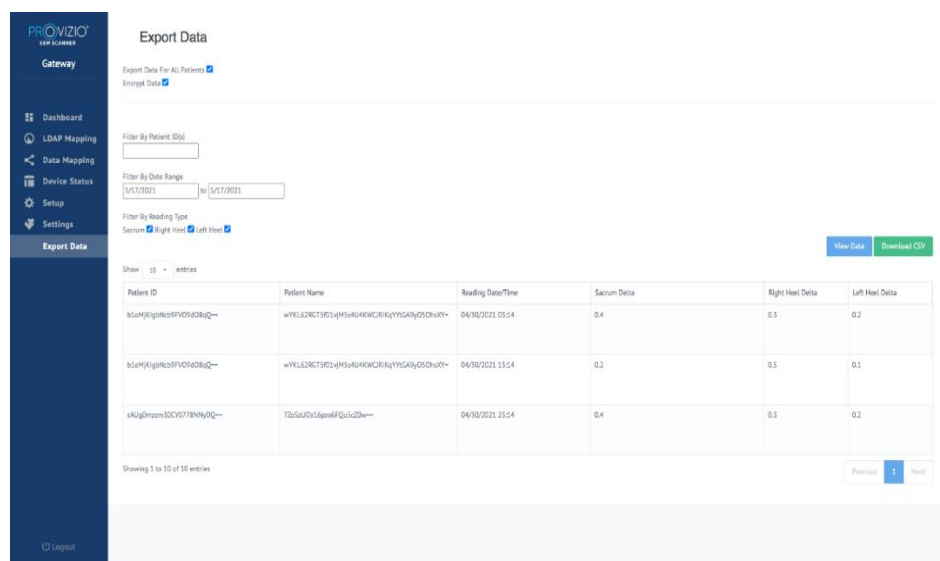 PROVIZIO
SEM SCANNER
Gateway
Dashboard
LDAP Mapping
Data Mapping
Device Status
Setup
Settings
Export Data
Logout
Export Data
Export Data For All Patients
Encrypt Data
Filter By Patient ID(s)
Filter By Date Range
5/17/2021 to 5/17/2021
Filter By Reading Type
Sacrum Right Heel Left Heel
View Data Download CSV
Show 10 entries
Patient ID Patient Name Reading Date/Time Sacrum Delta Right Heel Delta Left Heel Delta
04/30/2021 03:14 0.4 0.3 0.2
04/30/2021 13:14 0.2 0.5 0.1
04/30/2021 23:14 0.4 0.3 0.2
Showing 1 to 10 of 10 entries
Previous 1 Next